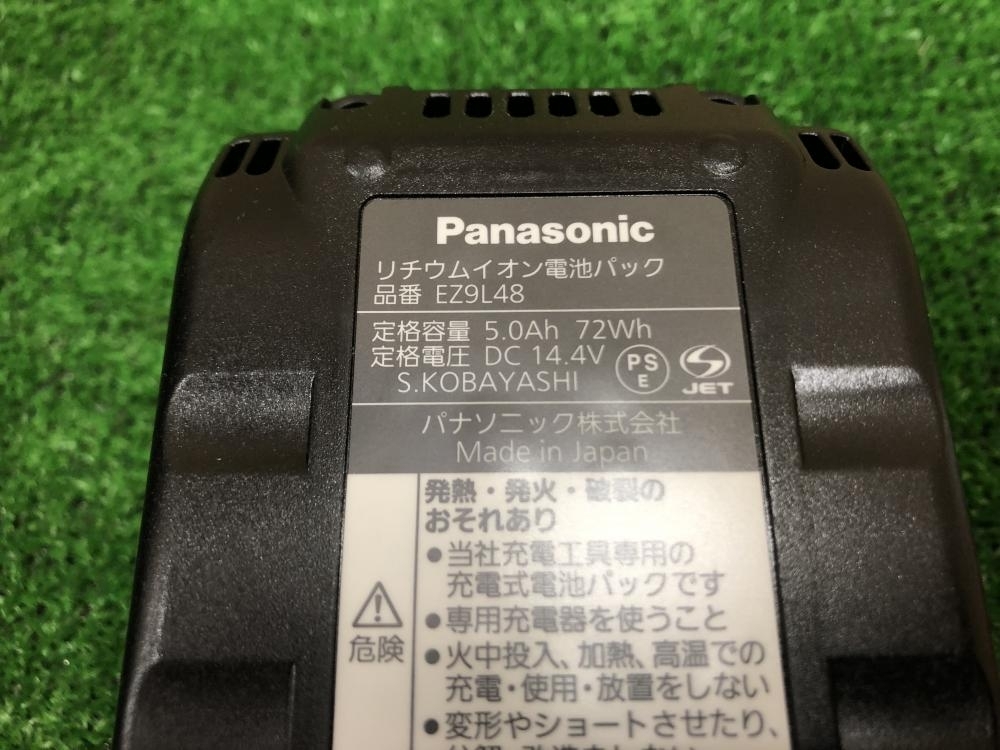 Panasonic
リチウムイオン電池パック
品番 EZ9L48
定格容量 5.0Ah 72Wh
定格電圧 DC 14.4V
S.KOBAYASHI
PS
E
JET
パナソニック株式会社
Made in Japan
発熱・発火・破裂の
おそれあり
●当社充電工具専用の
充電式電池パックです
●専用充電器を使うこと
危険
●火中投入、加熱、高温での
充電・使用・放置をしない
●変形やショートさせたり、